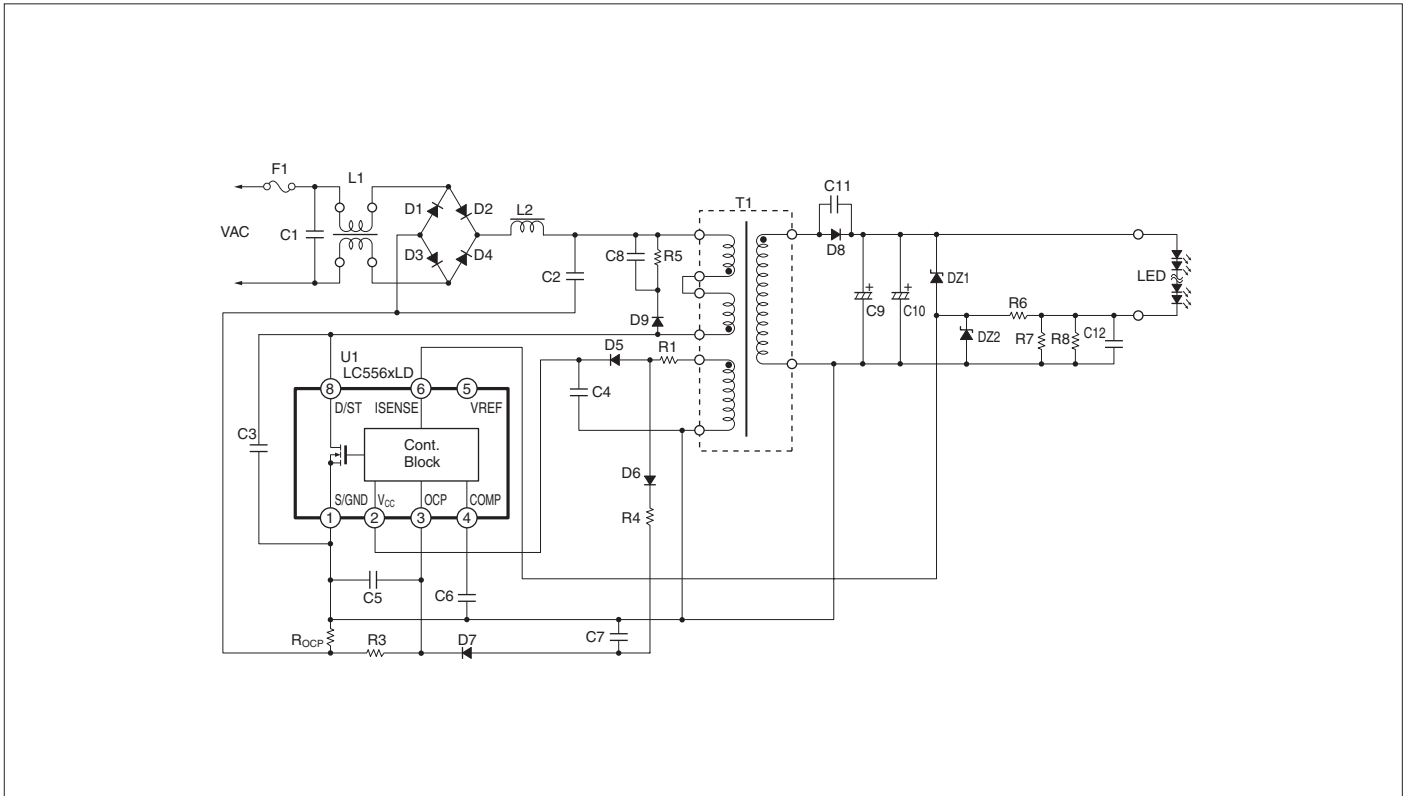 F1
L1
C11
T1
D1
D2
L2
VAC
C1
C8
R5
D8
D3
D4
C2
LED
DZ1
C9
C10
R6
D9
DZ2
R7
R8
C12
D5
R1
U1
LC556xLD
8
6
5
C4
D/ST
ISENSE
VREF
C3
Cont.
Block
D6
S/GND
VCC
OCP
COMP
R4
1
2
3
4
C5
C6
ROCP
R3
D7
C7